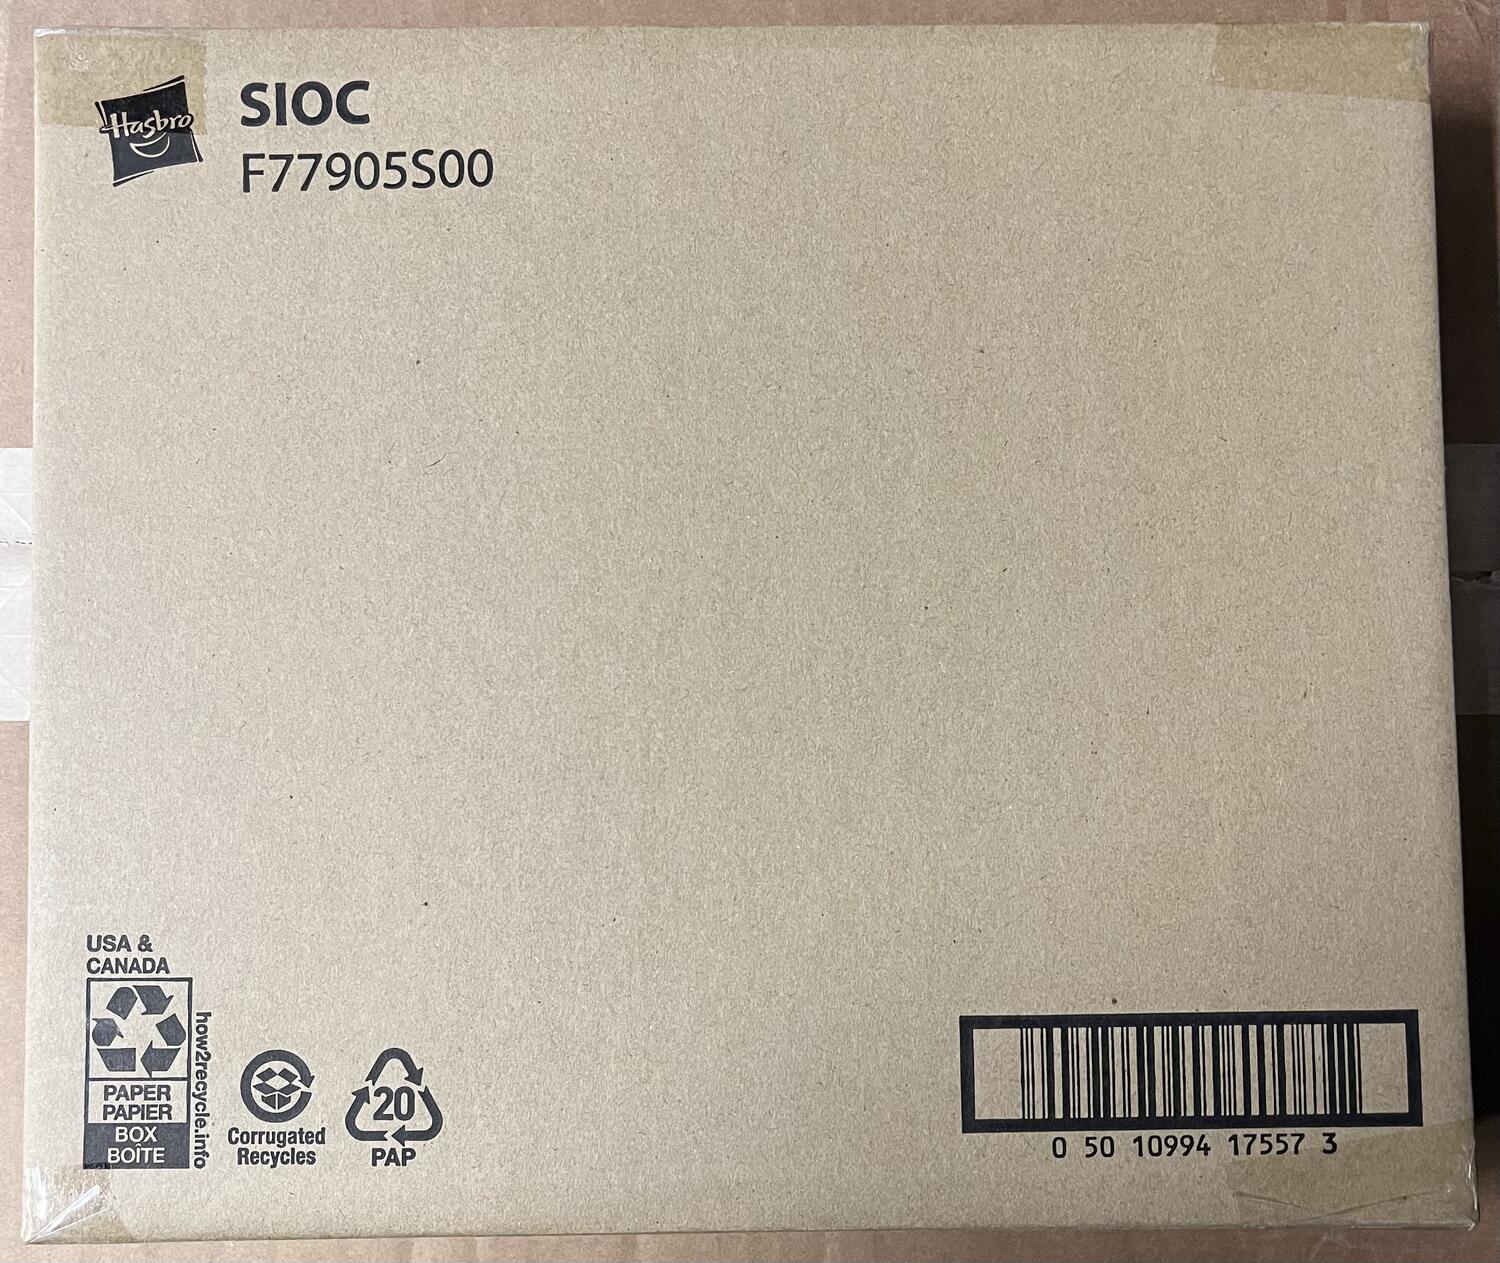 Hasbro
SIOC
F77905S00
USA &
CANADA
PAPER
PAPIER
BOX
BOÎTE
how2recycle.info
Corrugated
Recycles
20
PAP
0 50 10994 17557 3